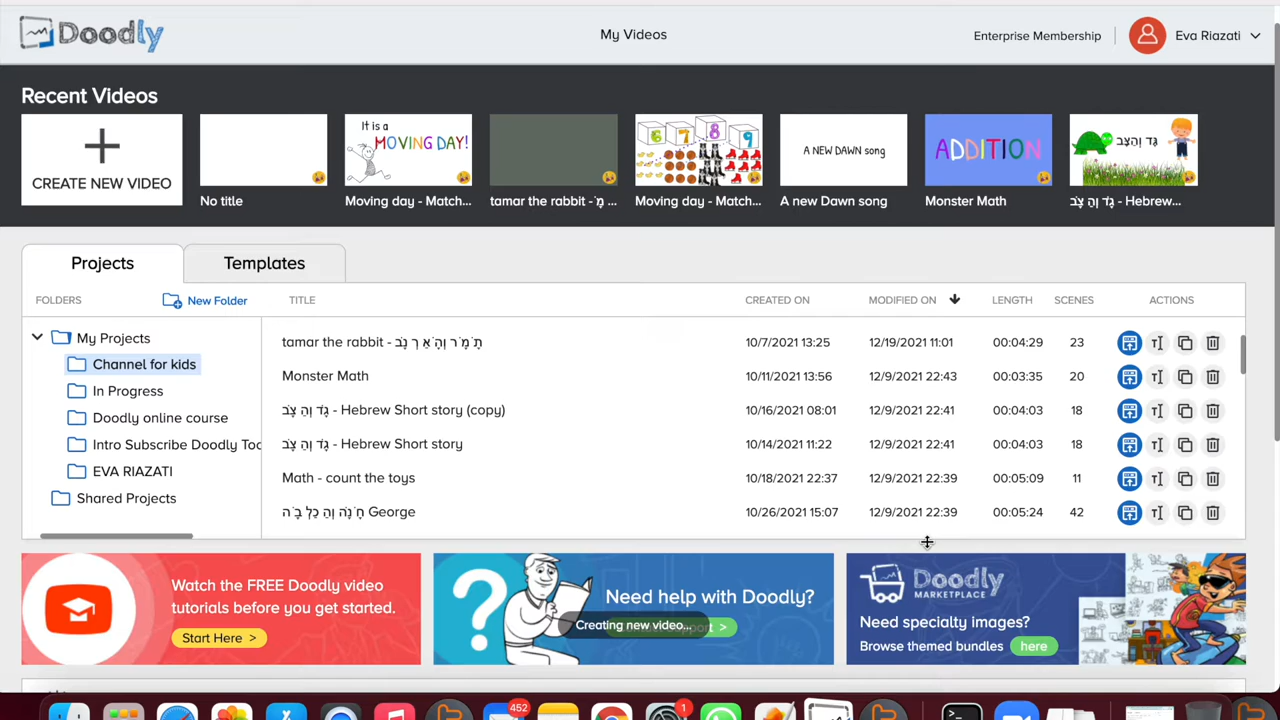 Doodly
My Videos
Enterprise Membership
Eva Riazati
Recent Videos
CREATE NEW VIDEO
It is a
MOVING DAY!
6 7 8 9
A NEW DAWN song
ADDITION
גָד וְהַצָב
No title
Moving day - Match...
tamar the rabbit - מָ ...
Moving day - Match...
A new Dawn song
Monster Math
גָד וְהַ צָב - Hebrew...
Projects
Templates
FOLDERS
New Folder
TITLE
CREATED ON
MODIFIED ON
LENGTH
SCENES
ACTIONS
My Projects
Channel for kids
In Progress
Doodly online course
Intro Subscribe Doodly Too
EVA RIAZATI
Shared Projects
tamar the rabbit - תָ מָ ר וְהָ אַ ר נָ ב 10/7/2021 13:25 12/19/2021 11:01 00:04:29 23
Monster Math 10/11/2021 13:56 12/9/2021 22:43 00:03:35 20
גָד וְהַ צָב - Hebrew Short story (copy) 10/16/2021 08:01 12/9/2021 22:41 00:04:03 18
גָד וְהַ צָב - Hebrew Short story 10/14/2021 11:22 12/9/2021 22:41 00:04:03 18
Math - count the toys 10/18/2021 22:37 12/9/2021 22:39 00:05:09 11
חַ נָה וְהַ כֶלֶ ב ה George 10/26/2021 15:07 12/9/2021 22:39 00:05:24 42
Watch the FREE Doodly video
tutorials before you get started.
Start Here >
Need help with Doodly?
Creating new video...
Doodly
MARKETPLACE
Need specialty images?
Browse themed bundles here
452
1